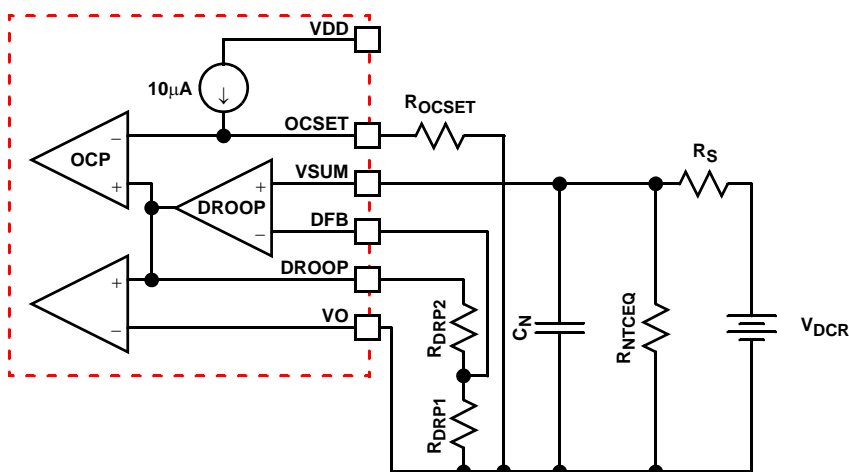 VDD
10μA
↓
OCSET
R_OCSET
−
OCP
+
VSUM
R_S
+
DROOP
DFB
−
DROOP
+
VO
−
R_DRP2
R_DRP1
C_N
R_NTCEQ
V_DCR